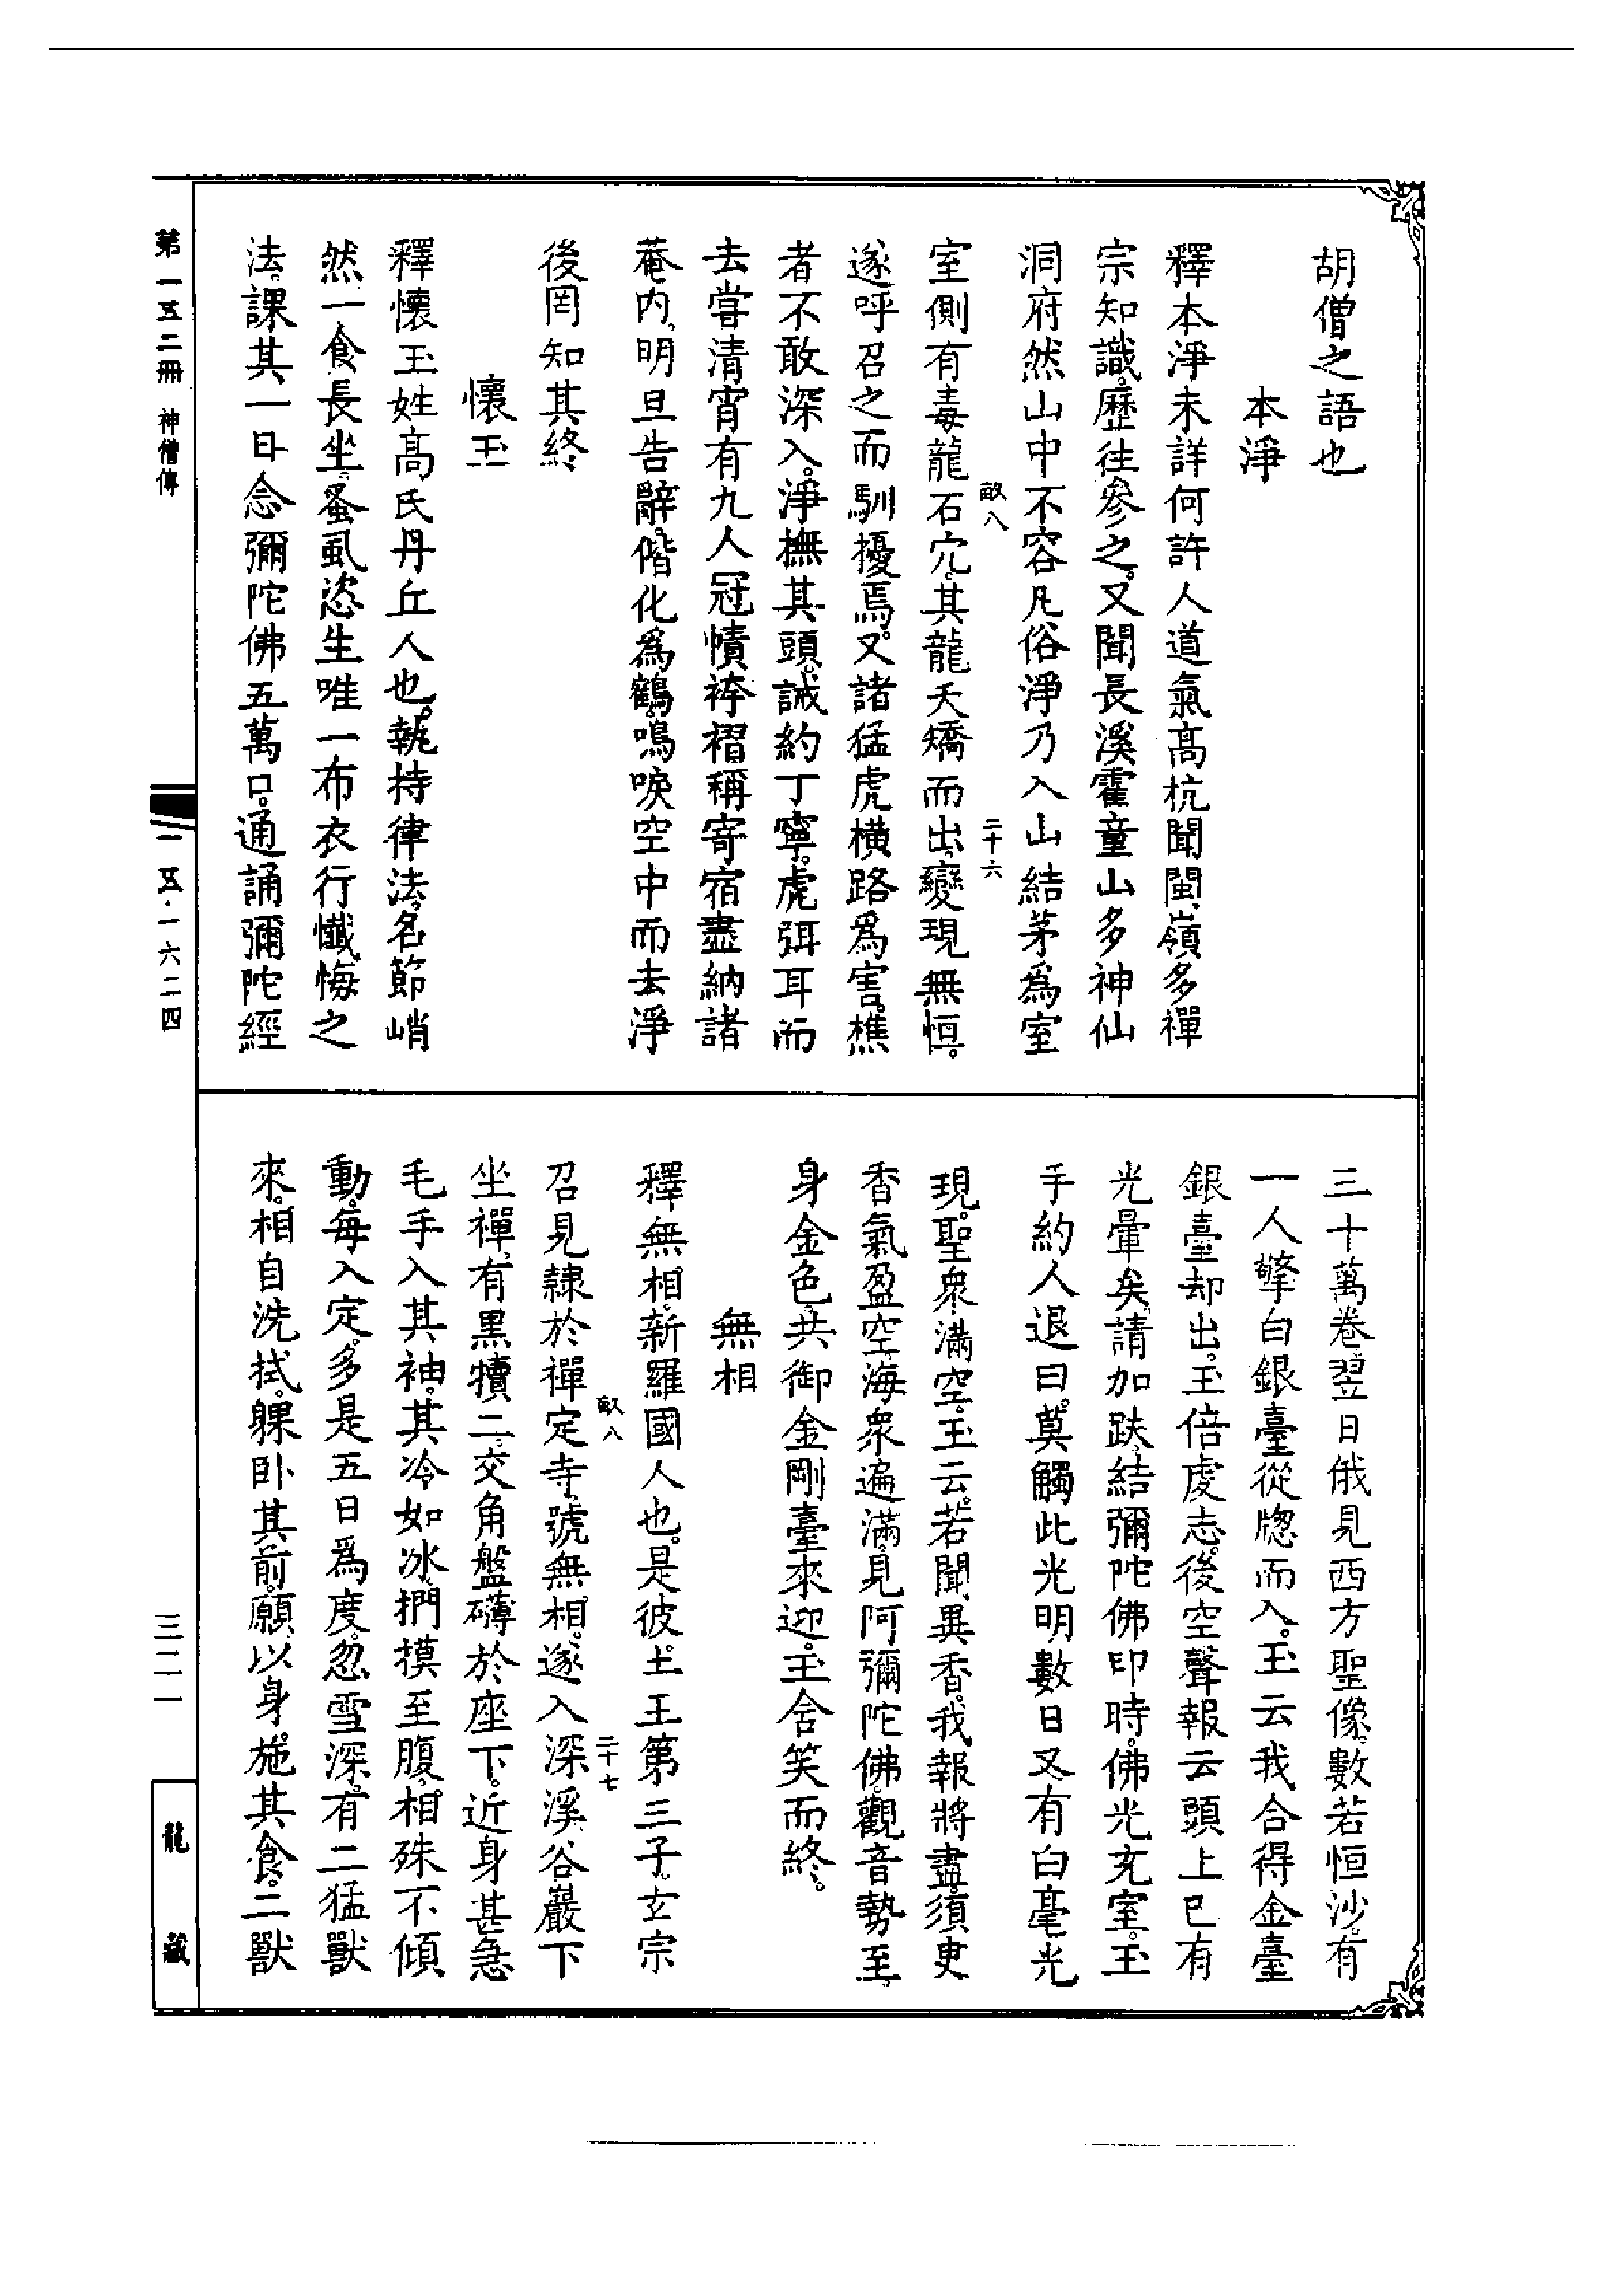 胡僧之語也
本淨
釋本淨未詳何許人道氣高杭聞閩嶺多禪
宗知識。歷往參之。又聞長溪霍童山多神仙
洞府然山中不容凡俗淨乃入山結茅爲室
畝八
二十六
室側有毒龍石穴。其龍夭矯而出。變現無恒。
遂呼召之而馴擾焉。又諸猛虎橫路爲害。樵
者不敢深入。淨撫其頭。誡約丁寧。虎弭耳而
去嘗清宵有九人冠幘袴褶稱寄宿盡納諸
菴內。明旦告辭。偕化爲鶴。鳴唳空中而去淨
後罔知其終
懷玉
釋懷玉姓高氏丹丘人也。執持律法。名節峭
然一食長坐。蚤虱恣生唯一布衣行懺悔之
法。課其一日念彌陀佛五萬口。通誦彌陀經
三十萬卷。翌日俄見西方聖像。數若恒沙。有
一人擎白銀臺從牕而入。玉云我合得金臺
銀臺却出。玉倍虔志。後空聲報云頭上已有
光暈矣。請加趺。結彌陀佛印時。佛光充室。玉
手約人退曰。莫觸此光明數日又有白毫光
現。聖衆滿空。玉云。若聞異香。我報將盡。須臾
香氣盈空。海衆遍滿。見阿彌陀佛。觀音勢至。
身金色。共御金剛臺來迎。玉含笑而終。
無相
釋無相。新羅國人也。是彼土王第三子。玄宗
畝八
二十七
召見隸於禪定寺。號無相。遂入深溪谷巖下
坐禪。有黑犢二。交角盤礴於座下。近身甚急
毛手入其袖。其冷如冰。捫摸至腹。相殊不傾
動。每入定。多是五日爲度。忽雪深。有二猛獸
來。相自洗拭。躶卧其前。願以身施其食。二獸
第一五二冊 神僧傳
一五·一六二四
三二一
龍藏